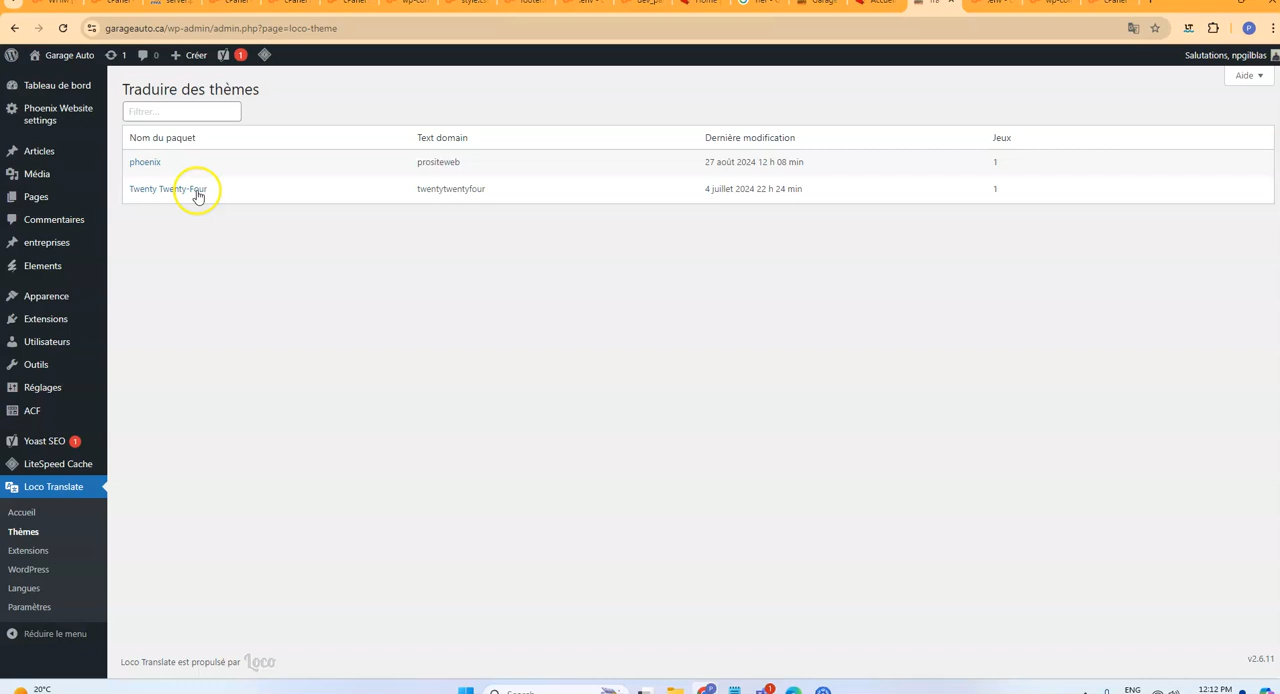 garageauto.ca/wp-admin/admin.php?page=loco-theme
Garage Auto 1 0 Créer 1
Salutations, npgilblas
Aide
Tableau de bord
Phoenix Website settings
Articles
Média
Pages
Commentaires
entreprises
Elements
Apparence
Extensions
Utilisateurs
Outils
Réglages
ACF
Yoast SEO 1
LiteSpeed Cache
Loco Translate
Accueil
Thèmes
Extensions
WordPress
Langues
Paramètres
Réduire le menu
Traduire des thèmes
Filtrer...
Nom du paquet Text domain Dernière modification Jeux
phoenix prositeweb 27 août 2024 12 h 08 min 1
Twenty Twenty-Four twentytwentyfour 4 juillet 2024 22 h 24 min 1
Loco Translate est propulsé par Loco
v2.6.11
20°C
Search
ENG
12:12 PM